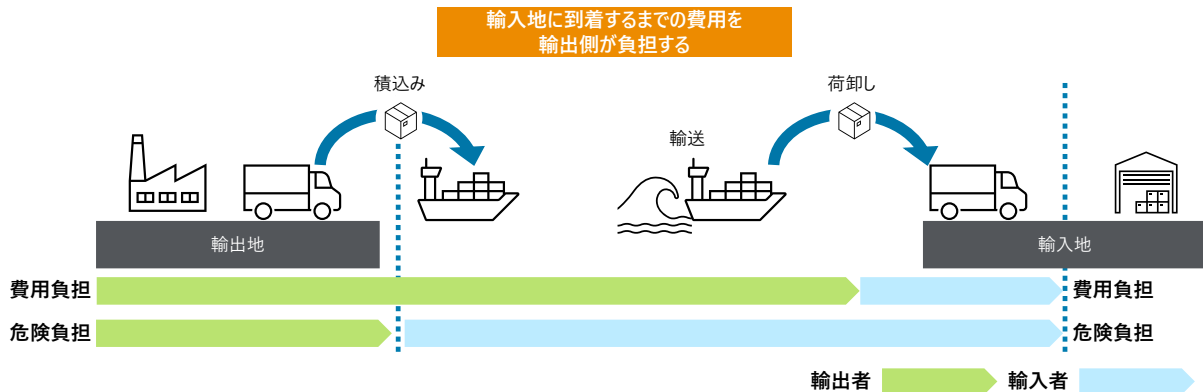 輸入地に到着するまでの費用を
輸出側が負担する
積込み
荷卸し
輸送
輸出地
輸入地
費用負担
費用負担
危険負担
危険負担
輸出者
輸入者